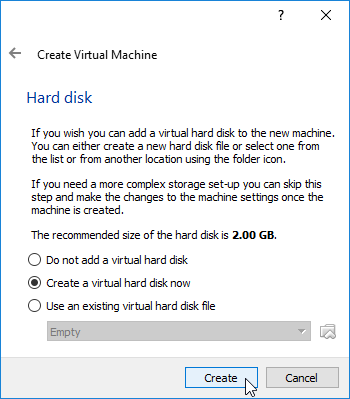 ?
Create Virtual Machine
Hard disk
If you wish you can add a virtual hard disk to the new machine.
You can either create a new hard disk file or select one from
the list or from another location using the folder icon.
If you need a more complex storage set-up you can skip this
step and make the changes to the machine settings once the
machine is created.
The recommended size of the hard disk is 2.00 GB.
Do not add a virtual hard disk
Create a virtual hard disk now
Use an existing virtual hard disk file
Empty
Create
Cancel